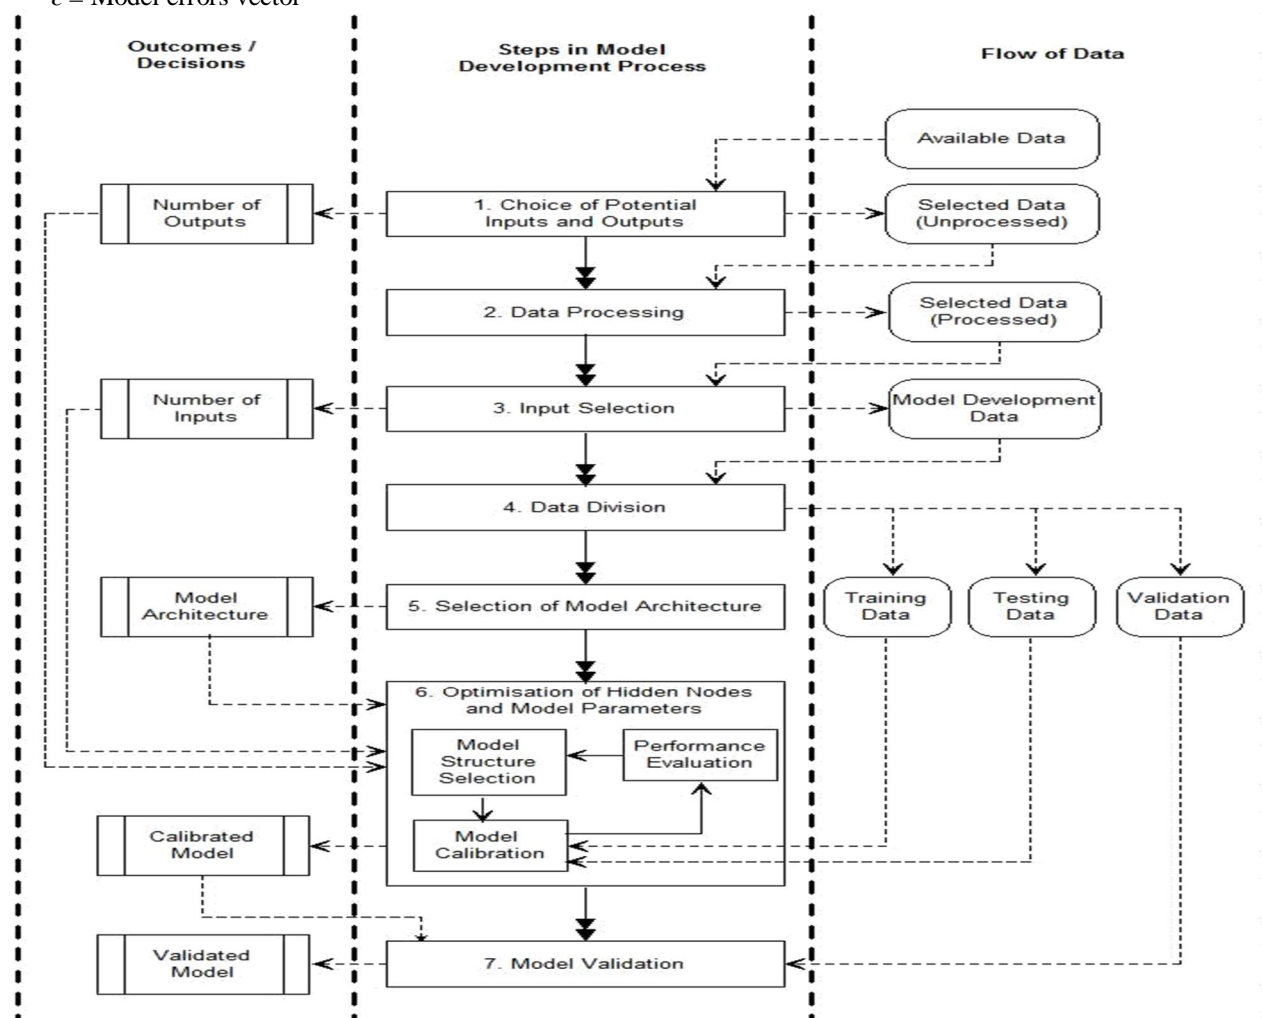 ε = Model errors vector
Outcomes /
Decisions
Steps in Model
Development Process
Flow of Data
Available Data
Number of
Outputs
1. Choice of Potential
Inputs and Outputs
Selected Data
(Unprocessed)
2. Data Processing
Selected Data
(Processed)
Number of
Inputs
3. Input Selection
Model Development
Data
4. Data Division
Model
Architecture
5. Selection of Model Architecture
Training
Data
Testing
Data
Validation
Data
6. Optimisation of Hidden Nodes
and Model Parameters
Model
Structure
Selection
Performance
Evaluation
Calibrated
Model
Model
Calibration
Validated
Model
7. Model Validation